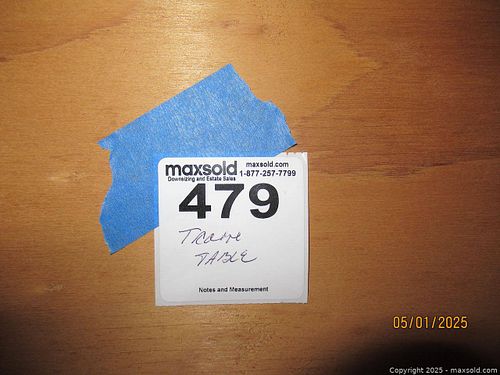 maxsold
Downsizing and Estate Sales
maxsold.com
1-877-257-7799
479
TRAIN
TABLE
Notes and Measurement
05/01/2025
Copyright 2025 - maxsold.com